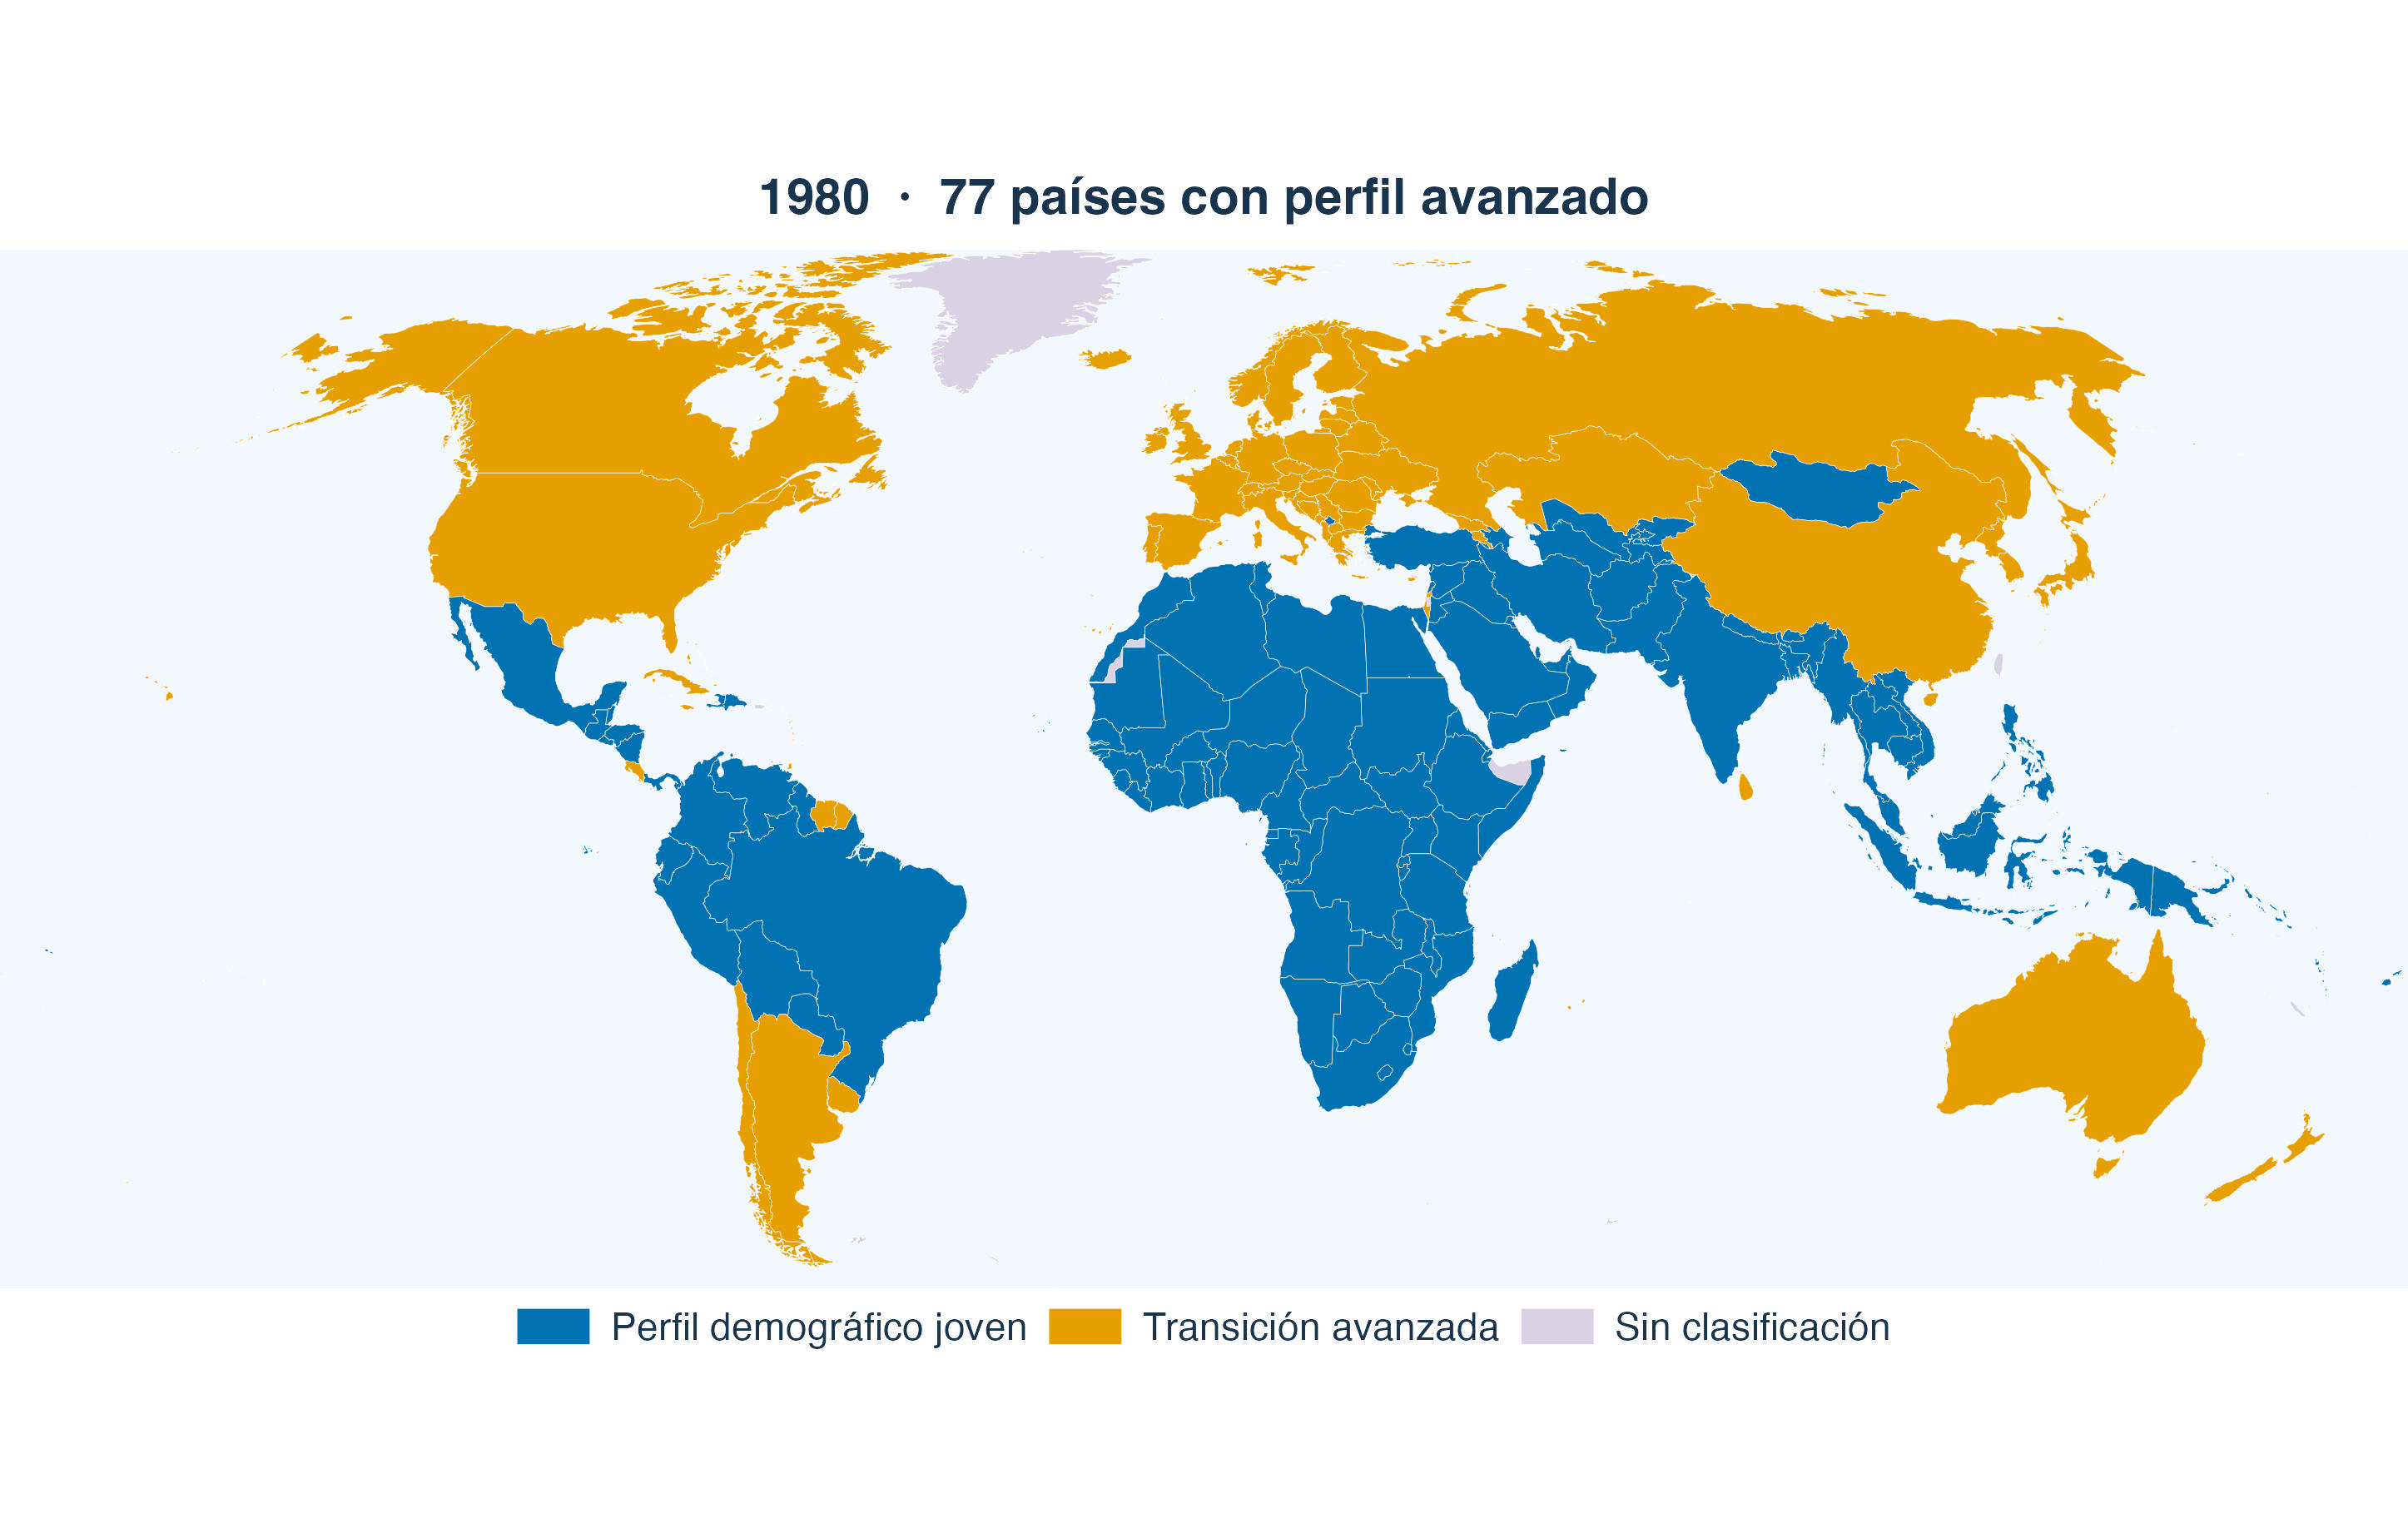 1980 · 77 países con perfil avanzado
Perfil demográfico joven Transición avanzada Sin clasificación